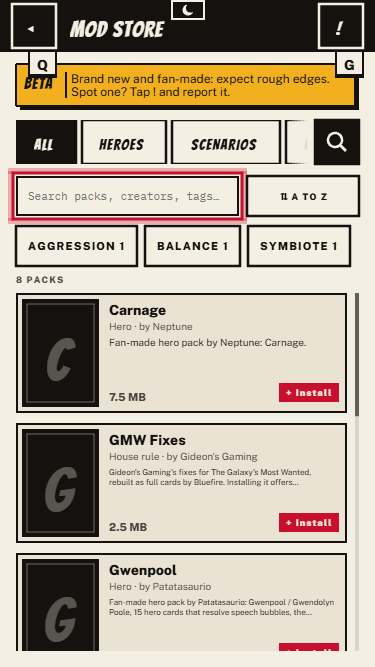 MOD STORE
!
Q
G
BETA
Brand new and fan-made: expect rough edges.
Spot one? Tap ! and report it.
ALL
HEROES
SCENARIOS
Search packs, creators, tags…
⇅ A TO Z
AGGRESSION 1
BALANCE 1
SYMBIOTE 1
8 PACKS
C
Carnage
Hero · by Neptune
Fan-made hero pack by Neptune: Carnage.
7.5 MB
+ Install
G
GMW Fixes
House rule · by Gideon's Gaming
Gideon's Gaming's fixes for The Galaxy's Most Wanted,
rebuilt as full cards by Bluefire. Installing it offers…
2.5 MB
+ Install
G
Gwenpool
Hero · by Patatasaurio
Fan-made hero pack by Patatasaurio: Gwenpool / Gwendolyn
Poole, 15 hero cards that resolve speech bubbles, the…